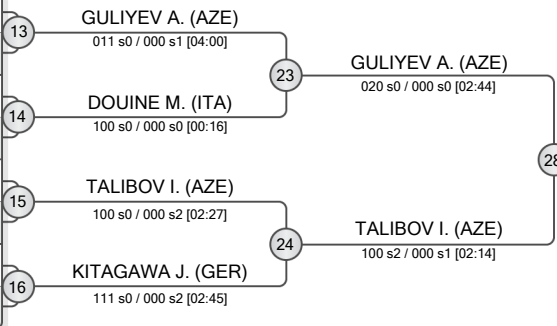 13
GULIYEV A. (AZE)
011 s0 / 000 s1 [04:00]
23
GULIYEV A. (AZE)
020 s0 / 000 s0 [02:44]
14
DOUINE M. (ITA)
100 s0 / 000 s0 [00:16]
28
15
TALIBOV I. (AZE)
100 s0 / 000 s2 [02:27]
24
TALIBOV I. (AZE)
100 s2 / 000 s1 [02:14]
16
KITAGAWA J. (GER)
111 s0 / 000 s2 [02:45]